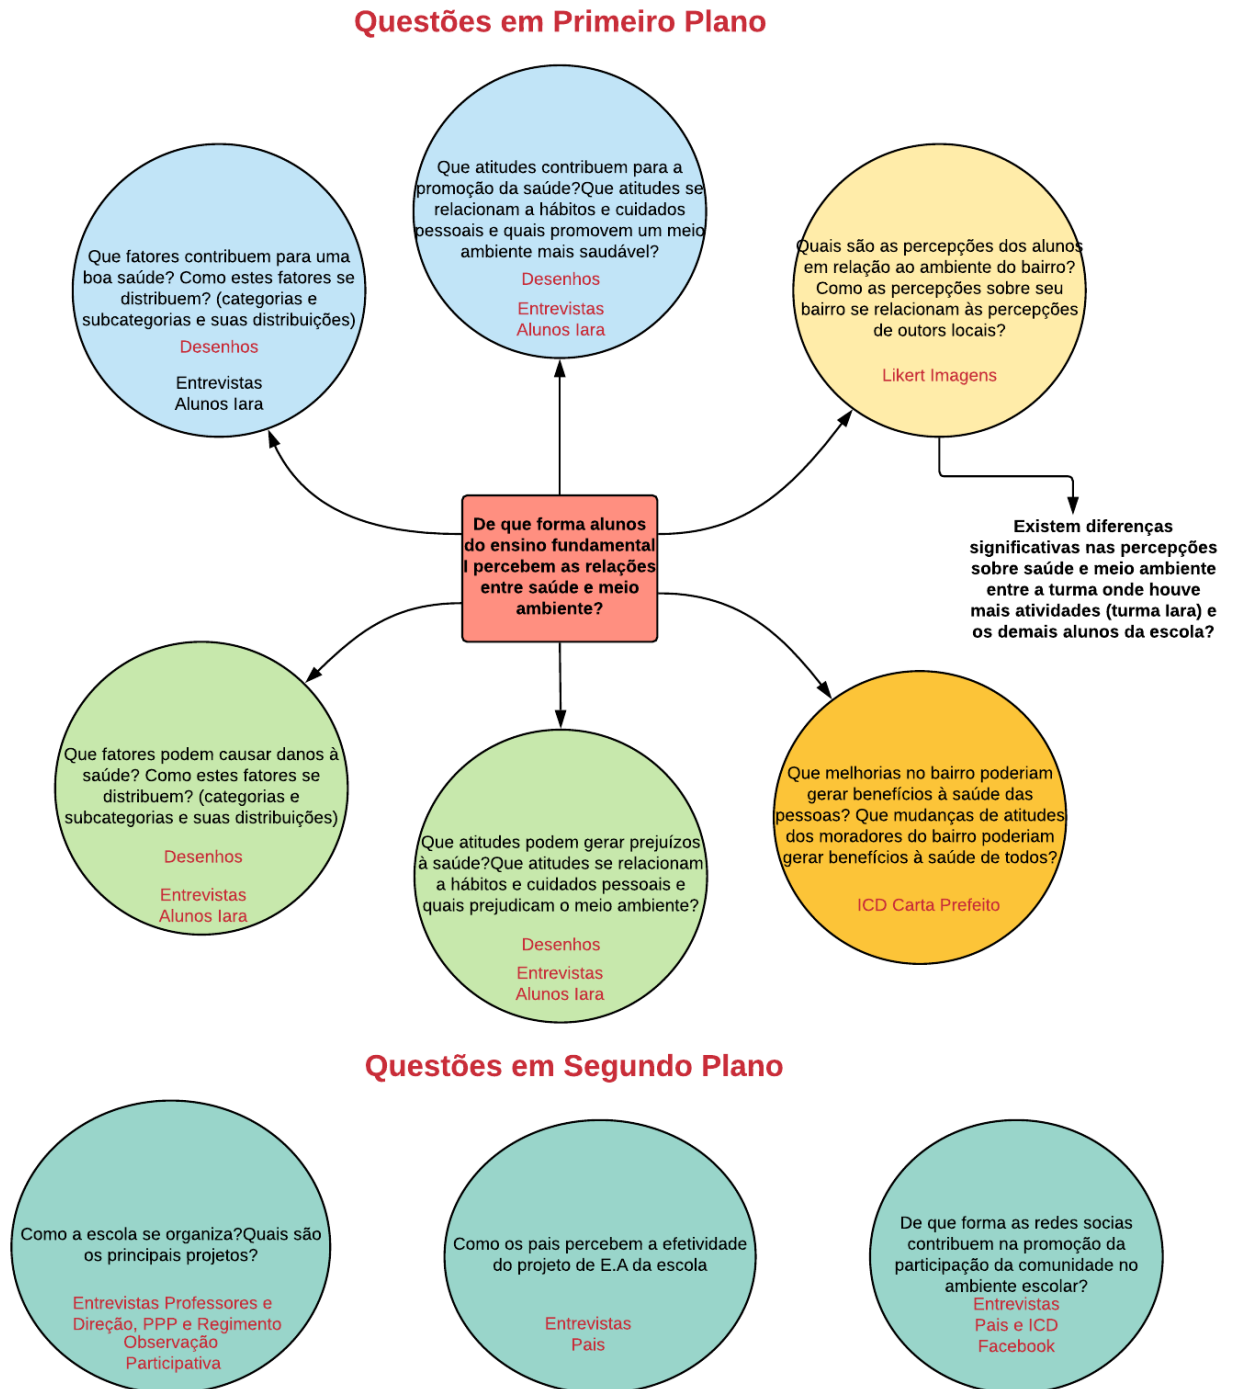 Questões em Primeiro Plano
Que atitudes contribuem para a
promoção da saúde?Que atitudes se
relacionam a hábitos e cuidados
pessoais e quais promovem um meio
ambiente mais saudável?
Desenhos
Entrevistas
Alunos Iara
Que fatores contribuem para uma
boa saúde? Como estes fatores se
distribuem? (categorias e
subcategorias e suas distribuições)
Desenhos
Entrevistas
Alunos Iara
Quais são as percepções dos alunos
em relação ao ambiente do bairro?
Como as percepções sobre seu
bairro se relacionam às percepções
de outors locais?
Likert Imagens
De que forma alunos
do ensino fundamental
I percebem as relações
entre saúde e meio
ambiente?
Existem diferenças
significativas nas percepções
sobre saúde e meio ambiente
entre a turma onde houve
mais atividades (turma Iara) e
os demais alunos da escola?
Que fatores podem causar danos à
saúde? Como estes fatores se
distribuem? (categorias e
subcategorias e suas distribuições)
Desenhos
Entrevistas
Alunos Iara
Que atitudes podem gerar prejuízos
à saúde?Que atitudes se relacionam
a hábitos e cuidados pessoais e
quais prejudicam o meio ambiente?
Desenhos
Entrevistas
Alunos Iara
Que melhorias no bairro poderiam
gerar benefícios à saúde das
pessoas? Que mudanças de atitudes
dos moradores do bairro poderiam
gerar benefícios à saúde de todos?
ICD Carta Prefeito
Questões em Segundo Plano
Como a escola se organiza?Quais são
os principais projetos?
Entrevistas Professores e
Direção, PPP e Regimento
Observação
Participativa
Como os pais percebem a efetividade
do projeto de E.A da escola
Entrevistas
Pais
De que forma as redes socias
contribuem na promoção da
participação da comunidade no
ambiente escolar?
Entrevistas
Pais e ICD
Facebook